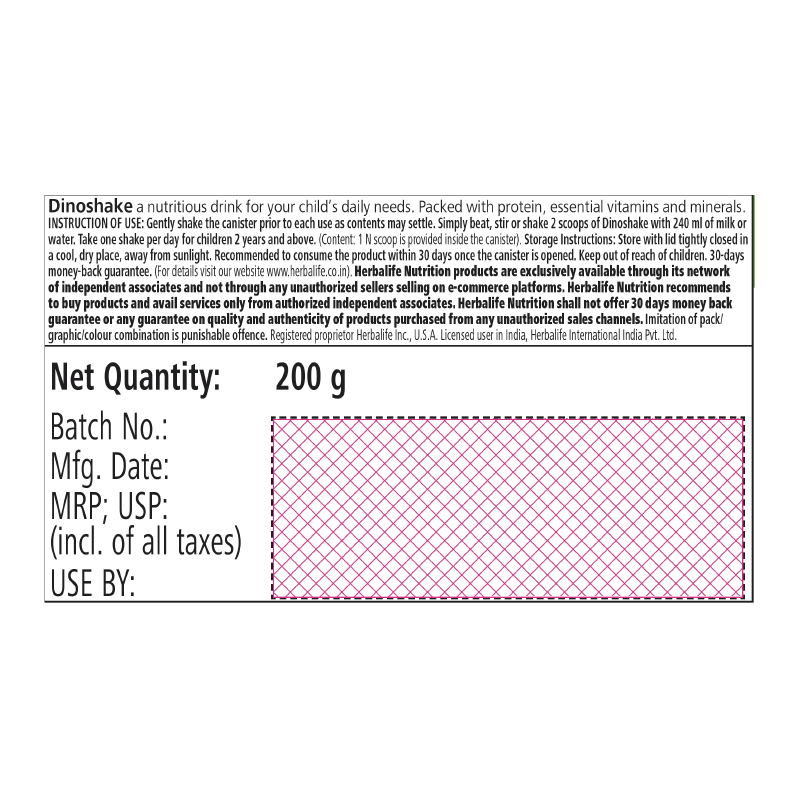 Dinoshake a nutritious drink for your child's daily needs. Packed with protein, essential vitamins and minerals.
INSTRUCTION OF USE: Gently shake the canister prior to each use as contents may settle. Simply beat, stir or shake 2 scoops of Dinoshake with 240 ml of milk or
water. Take one shake per day for children 2 years and above. (Content: 1 N scoop is provided inside the canister). Storage Instructions: Store with lid tightly closed in
a cool, dry place, away from sunlight. Recommended to consume the product within 30 days once the canister is opened. Keep out of reach of children. 30-days
money-back guarantee. (For details visit our website www.herbalife.co.in). Herbalife Nutrition products are exclusively available through its network
of independent associates and not through any unauthorized sellers selling on e-commerce platforms. Herbalife Nutrition recommends
to buy products and avail services only from authorized independent associates. Herbalife Nutrition shall not offer 30 days money back
guarantee or any guarantee on quality and authenticity of products purchased from any unauthorized sales channels. Imitation of pack/
graphic/colour combination is punishable offence. Registered proprietor Herbalife Inc., U.S.A. Licensed user in India, Herbalife International India Pvt. Ltd.
Net Quantity: 200 g
Batch No.:
Mfg. Date:
MRP; USP:
(incl. of all taxes)
USE BY: